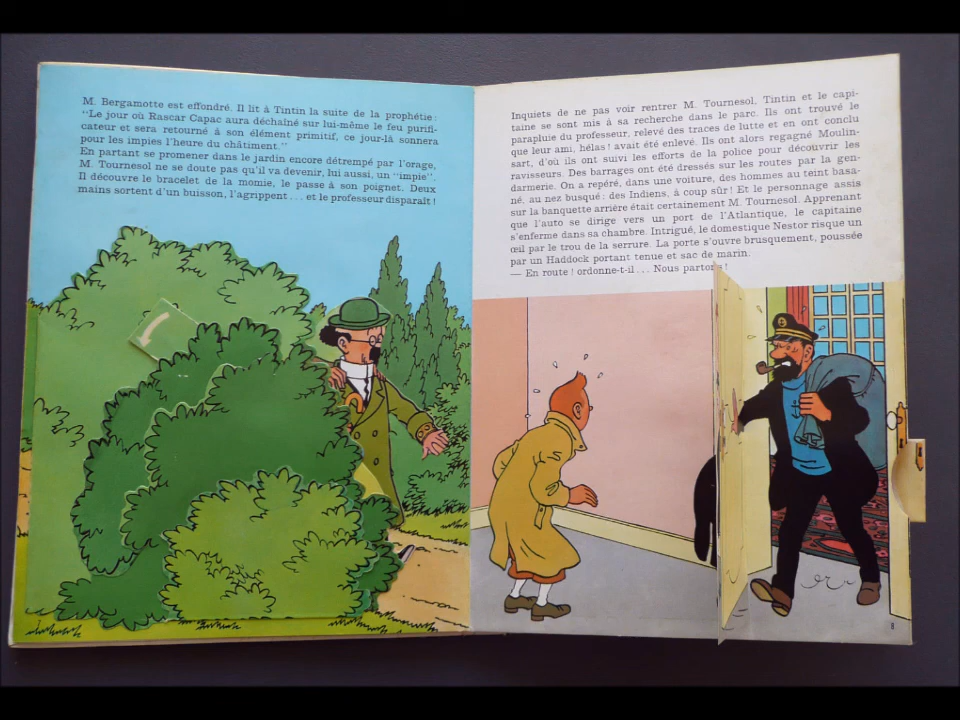 M. Bergamotte est effondré. Il lit à Tintin la suite de la prophétie :
“Le jour où Rascar Capac aura déchaîné sur lui-même le feu purifi-
cateur et sera retourné à son élément primitif, ce jour-là sonnera
pour les impies l'heure du châtiment.”
En partant se promener dans le jardin encore détrempé par l'orage,
M. Tournesol ne se doute pas qu'il va devenir, lui aussi, un “impie”.
Il découvre le bracelet de la momie, le passe à son poignet. Deux
mains sortent d'un buisson, l'agrippent . . . et le professeur disparaît !
Inquiets de ne pas voir rentrer M. Tournesol, Tintin et le capi-
taine se sont mis à sa recherche dans le parc. Ils ont trouvé le
parapluie du professeur, relevé des traces de lutte et en ont conclu
que leur ami, hélas ! avait été enlevé. Ils ont alors regagné Moulin-
sart, d'où ils ont suivi les efforts de la police pour découvrir les
ravisseurs. Des barrages ont été dressés sur les routes par la gen-
darmerie. On a repéré, dans une voiture, des hommes au teint basa-
né, au nez busqué : des Indiens, à coup sûr ! Et le personnage assis
sur la banquette arrière était certainement M. Tournesol. Apprenant
que l'auto se dirige vers un port de l'Atlantique, le capitaine
s'enferme dans sa chambre. Intrigué, le domestique Nestor risque un
œil par le trou de la serrure. La porte s'ouvre brusquement, poussée
par un Haddock portant tenue et sac de marin.
— En route ! ordonne-t-il . . . Nous partons !
8